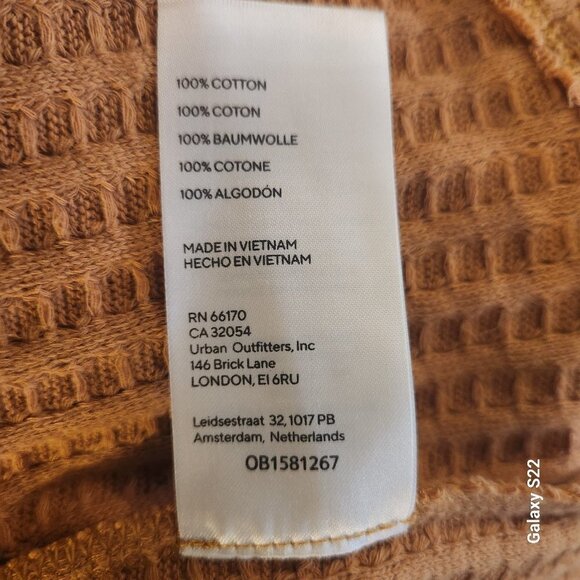 100% COTTON
100% COTON
100% BAUMWOLLE
100% COTONE
100% ALGODÓN
MADE IN VIETNAM
HECHO EN VIETNAM
RN 66170
CA 32054
Urban Outfitters, Inc
146 Brick Lane
LONDON, E1 6RU
Leidsestraat 32, 1017 PB
Amsterdam, Netherlands
OB1581267
Galaxy S22